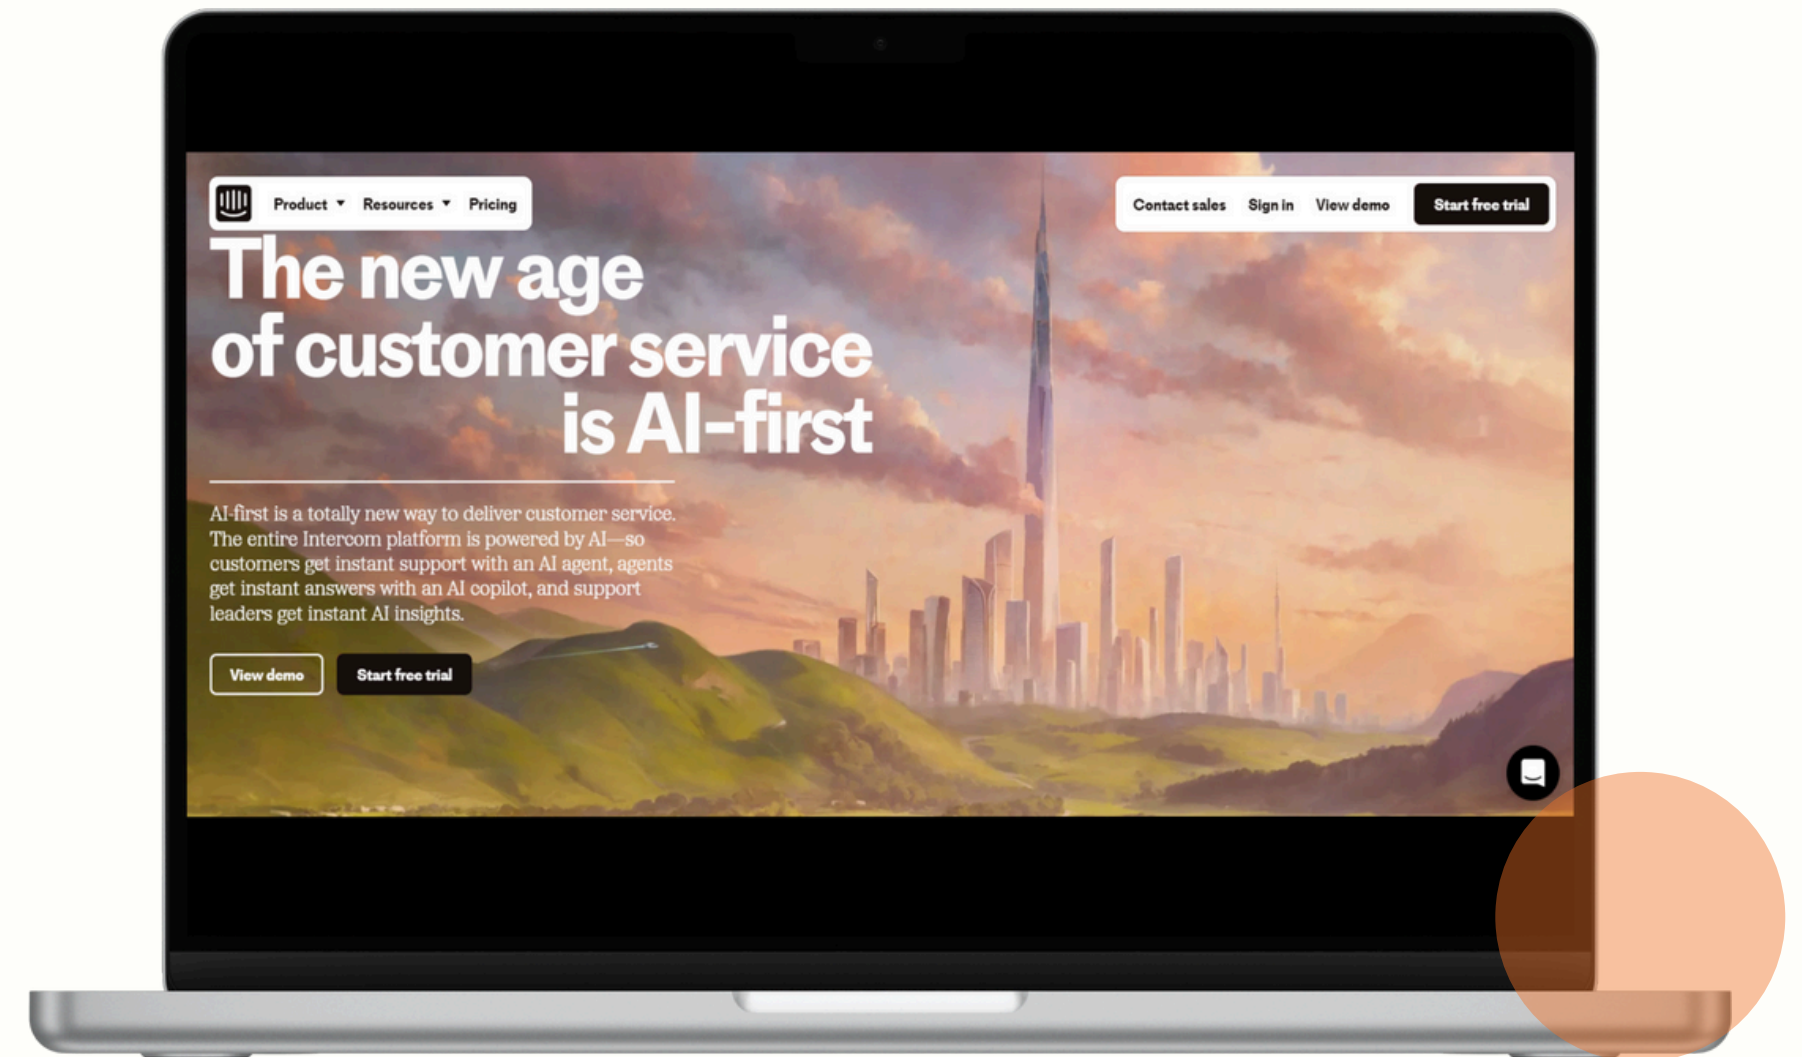 Product Resources Pricing
Contact sales Sign in View demo Start free trial
The new age
of customer service
is AI-first
AI-first is a totally new way to deliver customer service.
The entire Intercom platform is powered by AI—so
customers get instant support with an AI agent, agents
get instant answers with an AI copilot, and support
leaders get instant AI insights.
View demo Start free trial